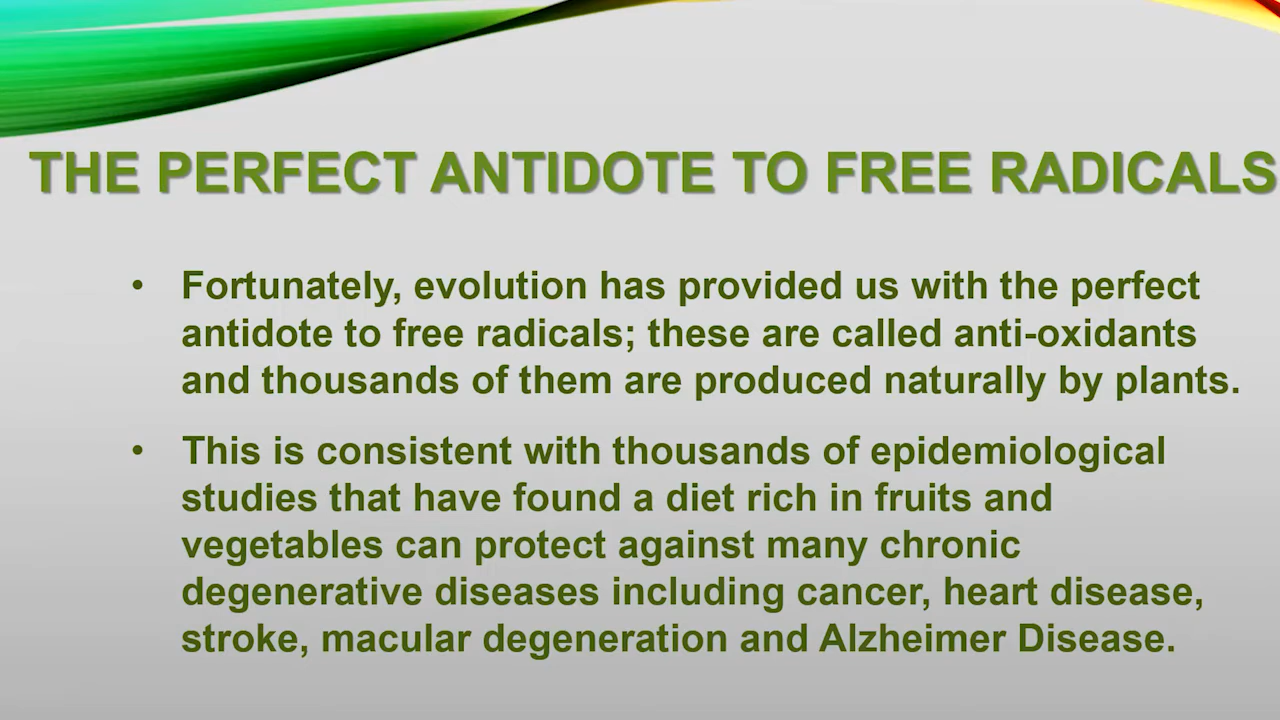 THE PERFECT ANTIDOTE TO FREE RADICALS
• Fortunately, evolution has provided us with the perfect
antidote to free radicals; these are called anti-oxidants
and thousands of them are produced naturally by plants.
• This is consistent with thousands of epidemiological
studies that have found a diet rich in fruits and
vegetables can protect against many chronic
degenerative diseases including cancer, heart disease,
stroke, macular degeneration and Alzheimer Disease.